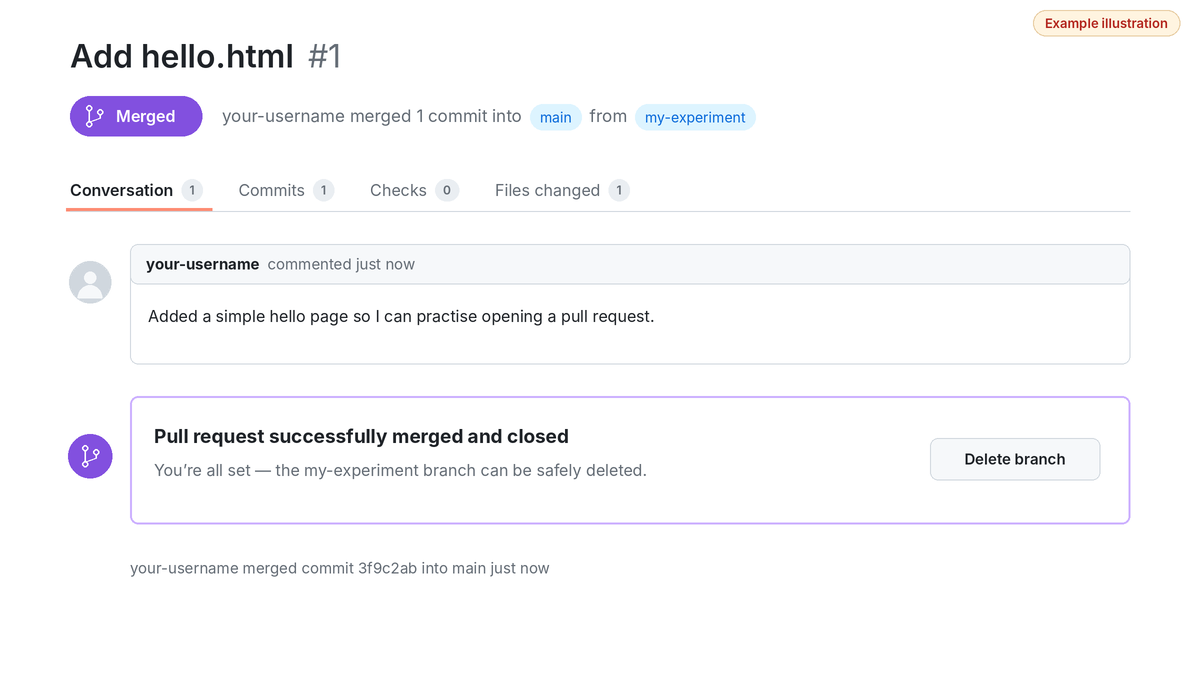 Example illustration
Add hello.html #1
Merged your-username merged 1 commit into main from my-experiment
Conversation 1 Commits 1 Checks 0 Files changed 1
your-username commented just now
Added a simple hello page so I can practise opening a pull request.
Pull request successfully merged and closed
You’re all set — the my-experiment branch can be safely deleted.
Delete branch
your-username merged commit 3f9c2ab into main just now